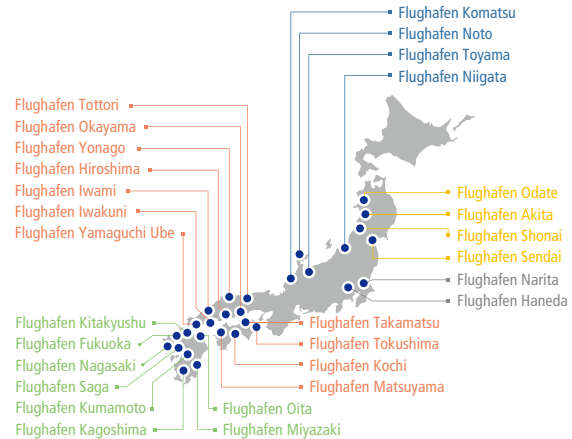 Flughafen Komatsu
Flughafen Noto
Flughafen Toyama
Flughafen Niigata
Flughafen Tottori
Flughafen Okayama
Flughafen Yonago
Flughafen Hiroshima
Flughafen Iwami
Flughafen Iwakuni
Flughafen Yamaguchi Ube
Flughafen Odate
Flughafen Akita
Flughafen Shonai
Flughafen Sendai
Flughafen Narita
Flughafen Haneda
Flughafen Kitakyushu
Flughafen Fukuoka
Flughafen Nagasaki
Flughafen Saga
Flughafen Kumamoto
Flughafen Kagoshima
Flughafen Takamatsu
Flughafen Tokushima
Flughafen Kochi
Flughafen Matsuyama
Flughafen Oita
Flughafen Miyazaki